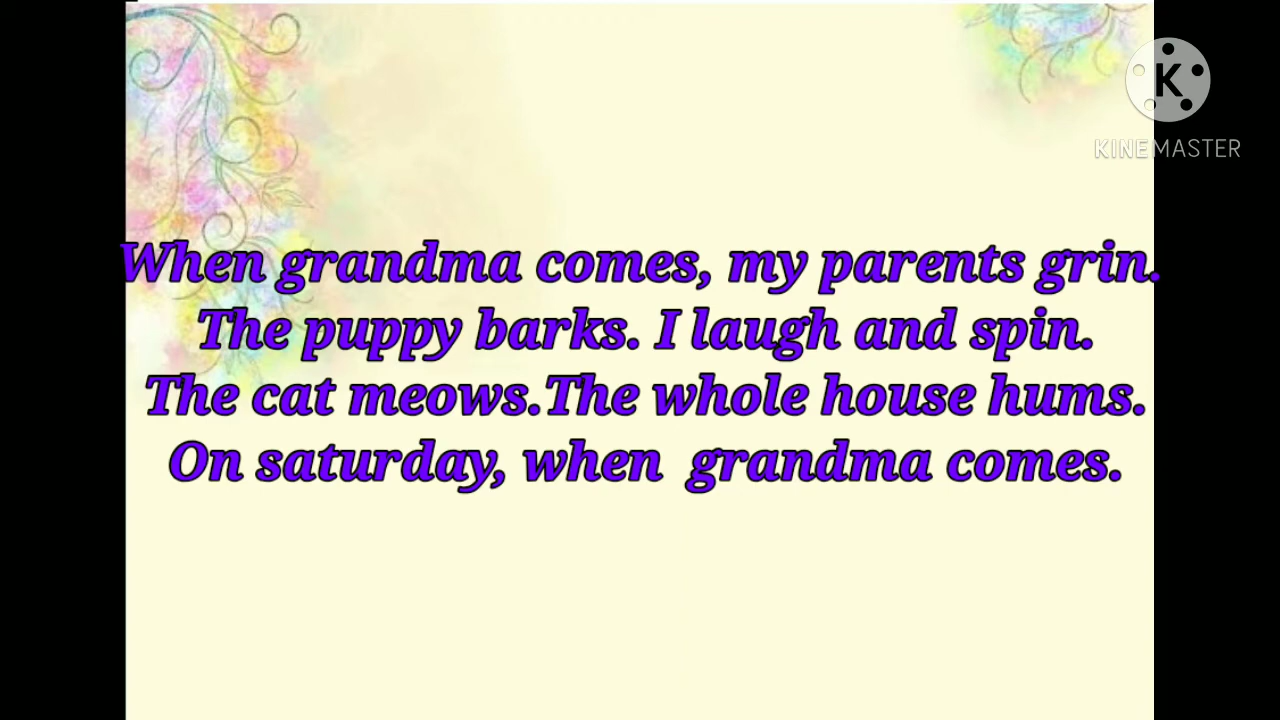 K
KINEMASTER
When grandma comes, my parents grin.
The puppy barks. I laugh and spin.
The cat meows.The whole house hums.
On saturday, when  grandma comes.